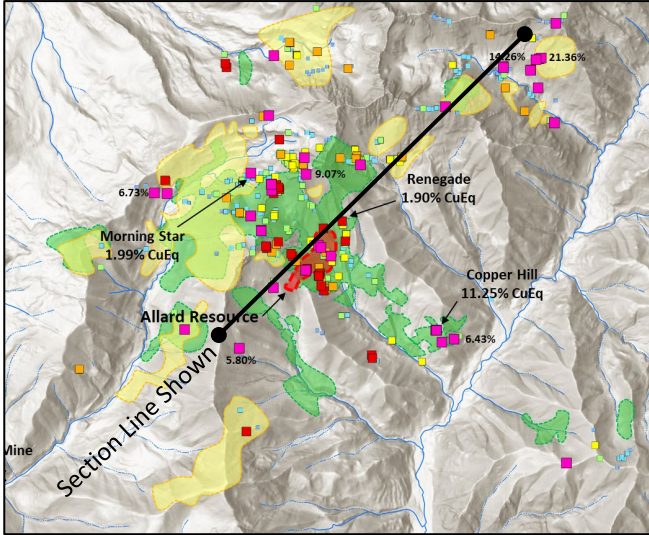 14.26%
21.36%
9.07%
Renegade
1.90% CuEq
6.73%
Morning Star
1.99% CuEq
Copper Hill
11.25% CuEq
Allard Resource
6.43%
5.80%
Section Line Shown
Mine